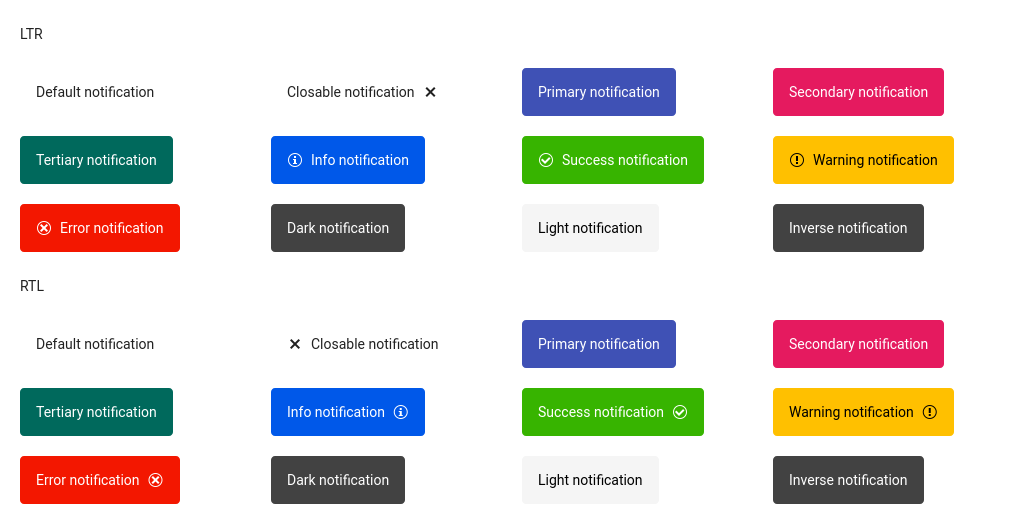 LTR
Default notification
Closable notification
Primary notification
Secondary notification
Tertiary notification
Info notification
Success notification
Warning notification
Error notification
Dark notification
Light notification
Inverse notification
RTL
Default notification
Closable notification
Primary notification
Secondary notification
Tertiary notification
Info notification
Success notification
Warning notification
Error notification
Dark notification
Light notification
Inverse notification